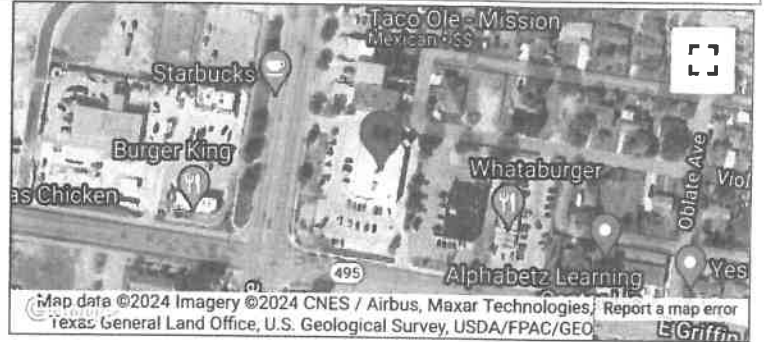 Taco Ole - Mission
Mexican • $$
Starbucks
Burger King
Whataburger
as Chicken
Oblate Ave
Viol
495
Alphabetz Learning
Yes
Map data ©2024 Imagery ©2024 CNES / Airbus, Maxar Technologies,
Report a map error
Texas General Land Office, U.S. Geological Survey, USDA/FPAC/GEO
E Griffin